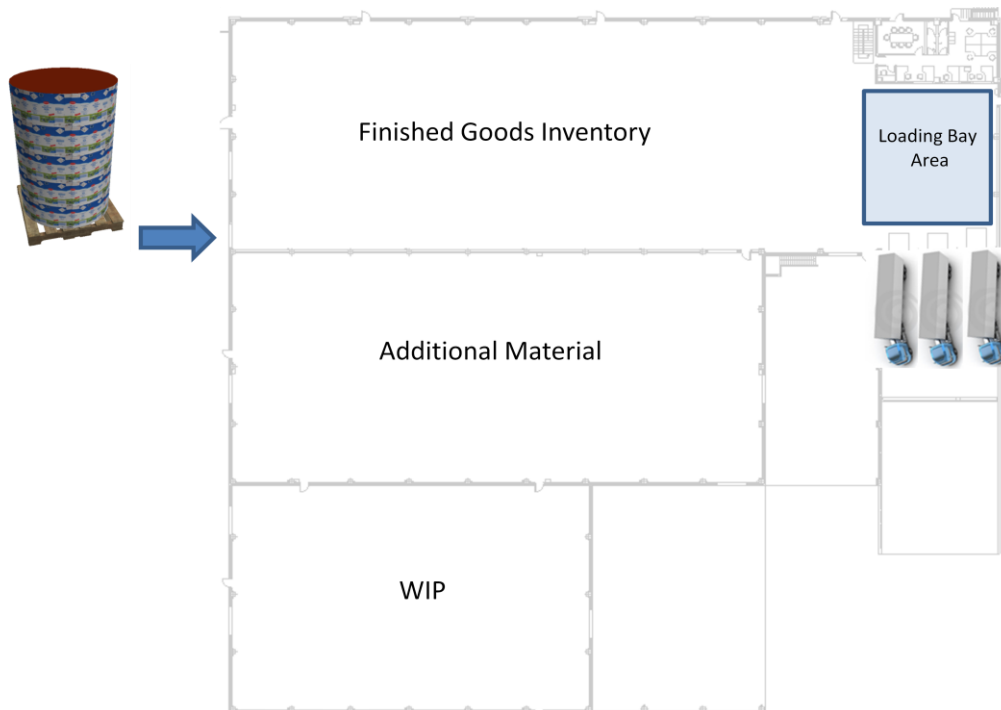 Finished Goods Inventory
Loading Bay
Area
Additional Material
WIP